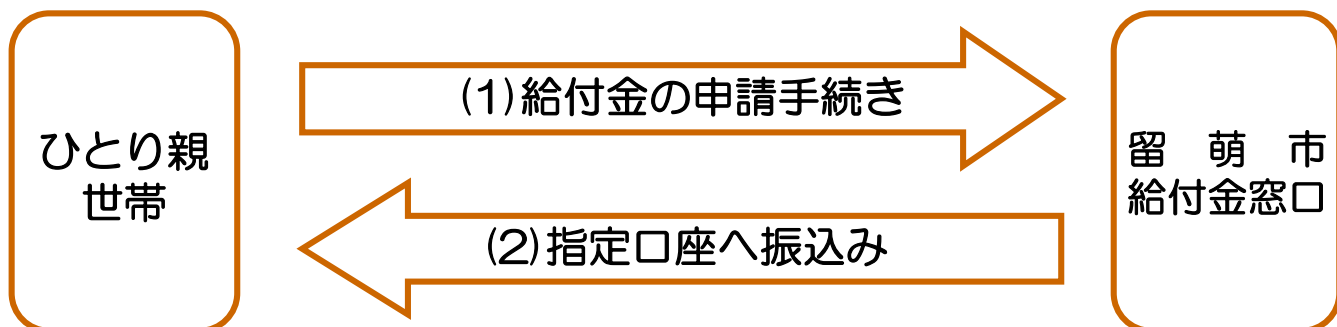 ひとり親
世帯
(1)給付金の申請手続き
(2)指定口座へ振込み
留　萌　市
給付金窓口